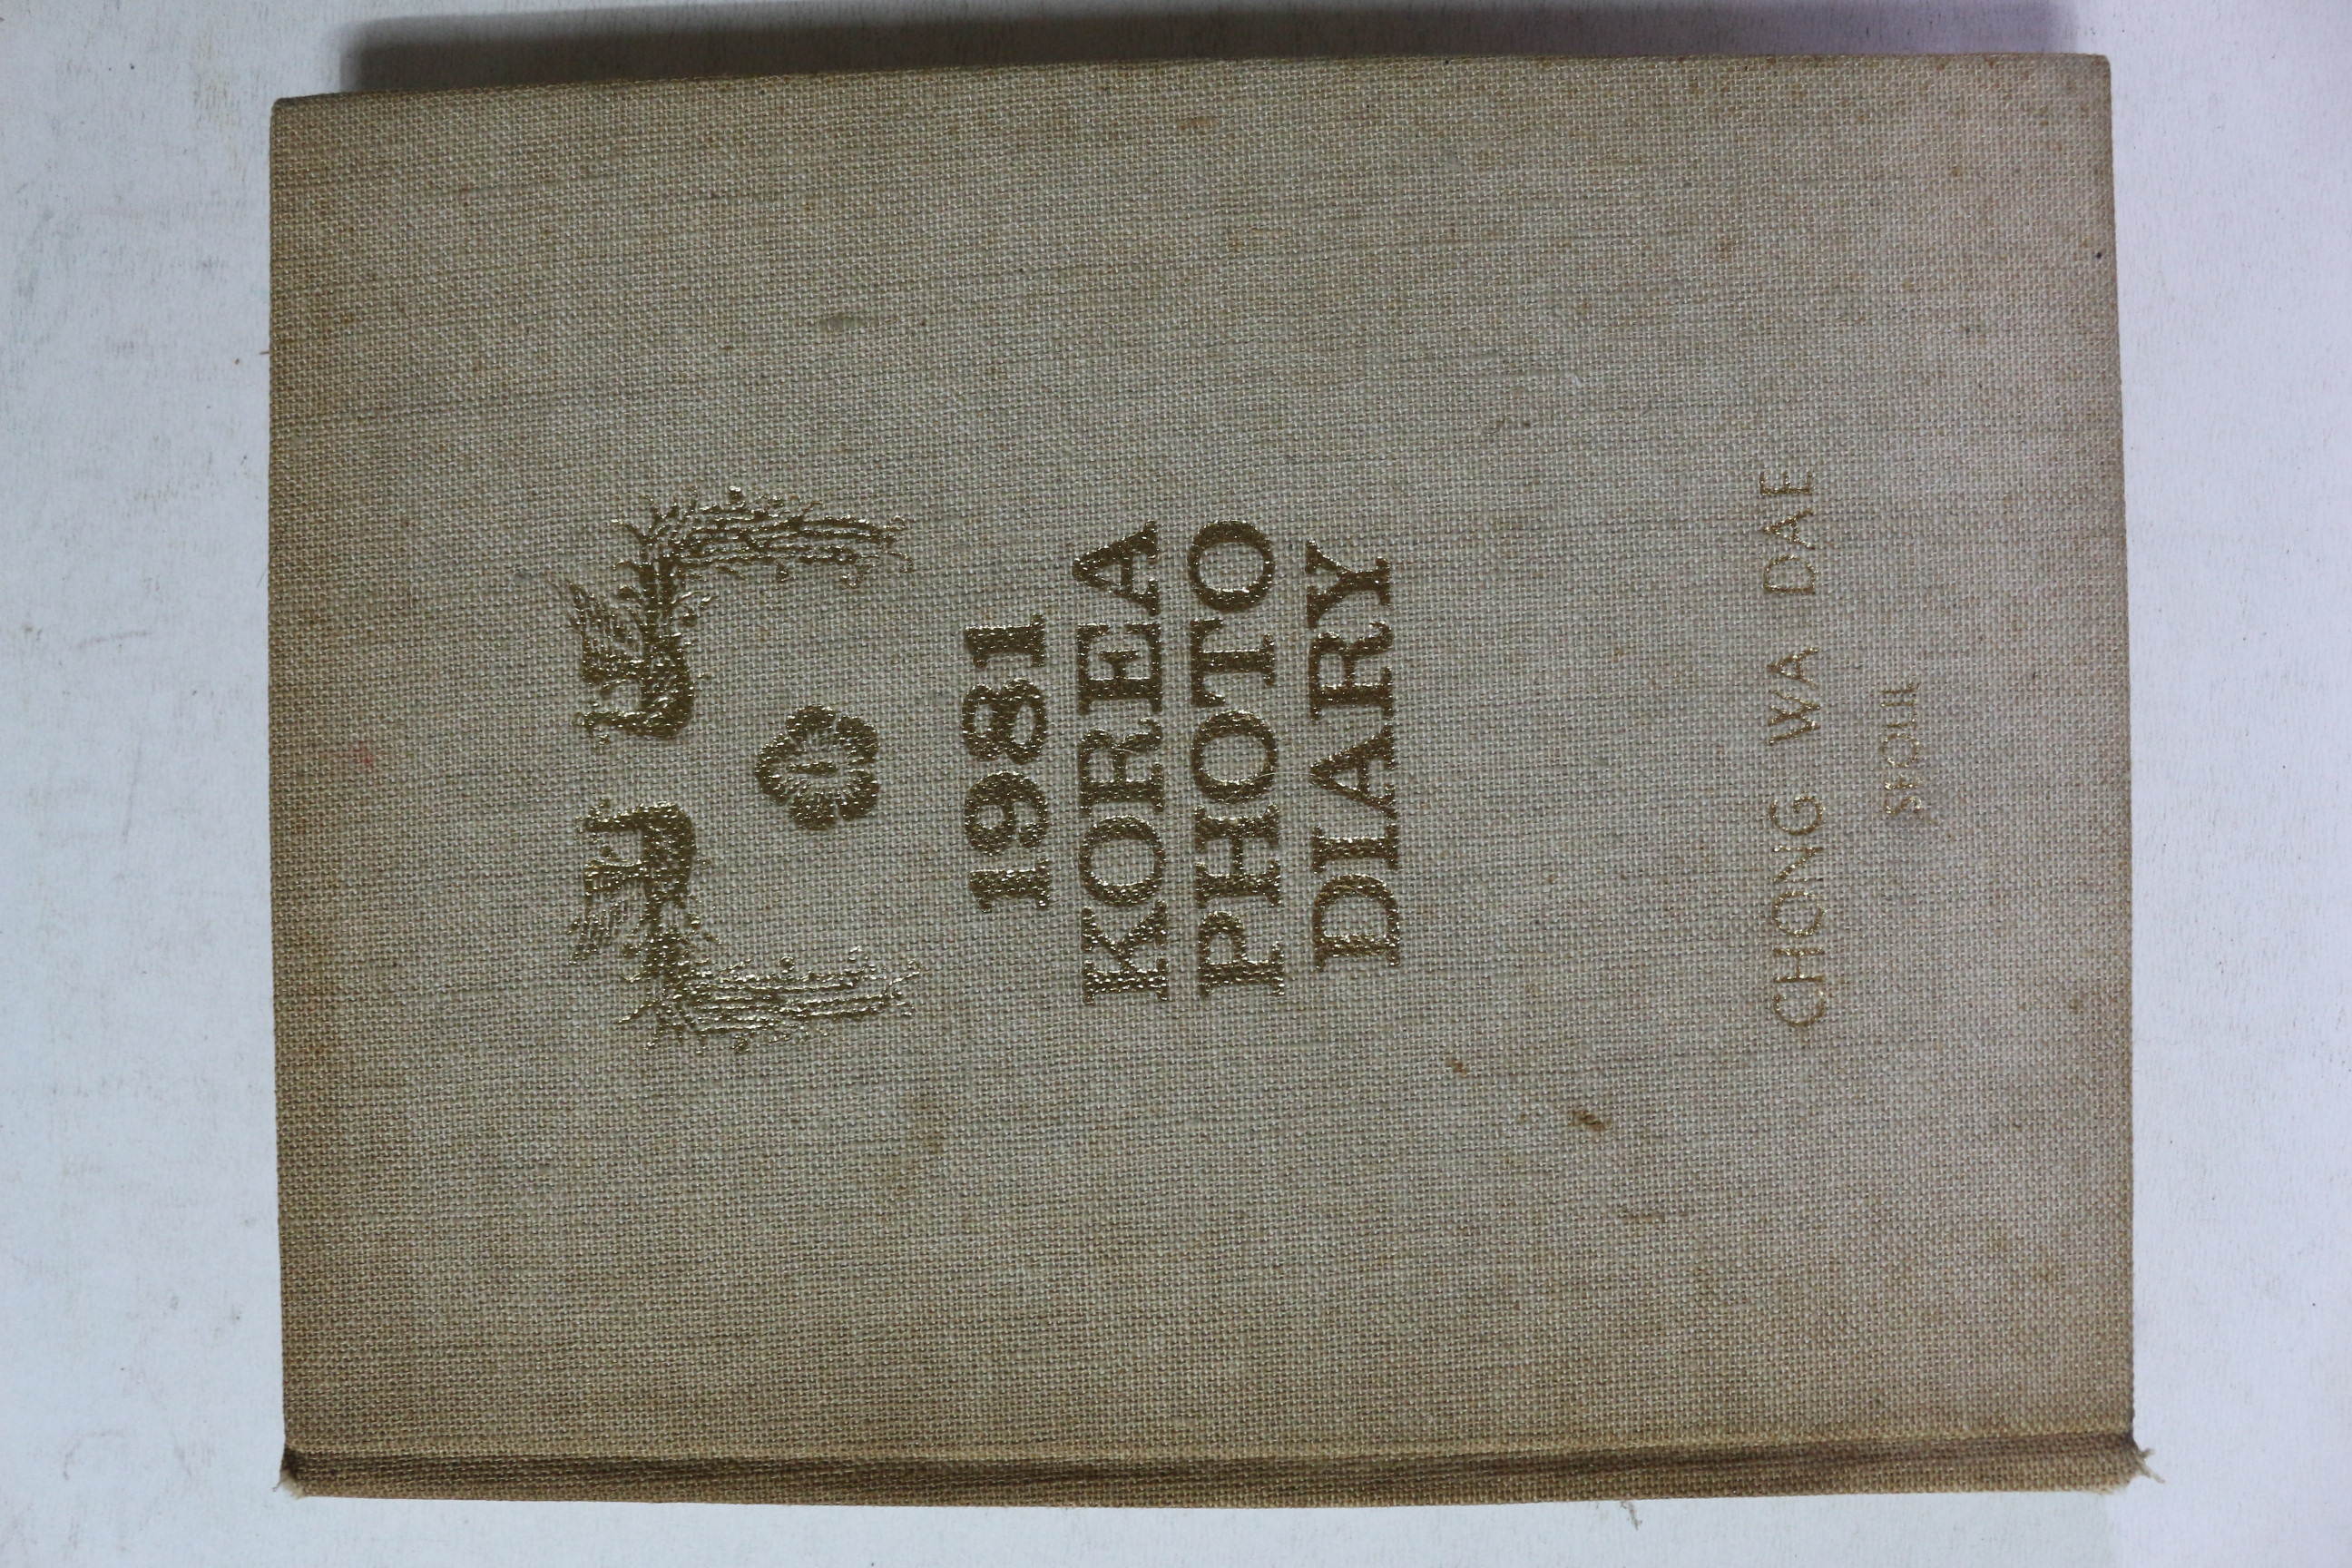 1981
KOREA
PHOTO
DIARY
CHONG WA DAE
SEOUL